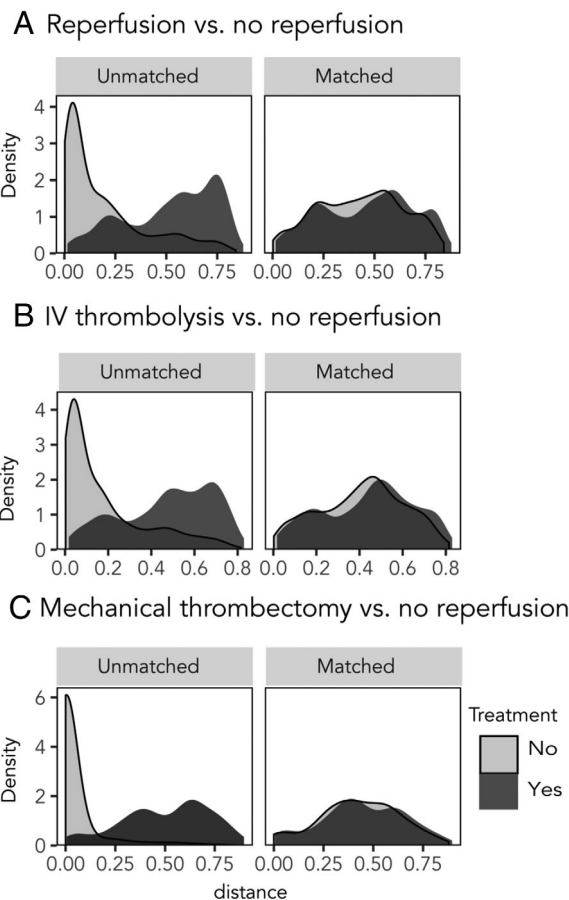 A Reperfusion vs. no reperfusion
Unmatched
Matched
Density
4
3
2
1
0
0.00 0.25 0.50 0.75
0.00 0.25 0.50 0.75
B IV thrombolysis vs. no reperfusion
Unmatched
Matched
Density
4
3
2
1
0
0.0 0.2 0.4 0.6 0.8
0.0 0.2 0.4 0.6 0.8
C Mechanical thrombectomy vs. no reperfusion
Unmatched
Matched
Density
6
4
2
0
0.00 0.25 0.50 0.75
0.00 0.25 0.50 0.75
distance
Treatment
No
Yes